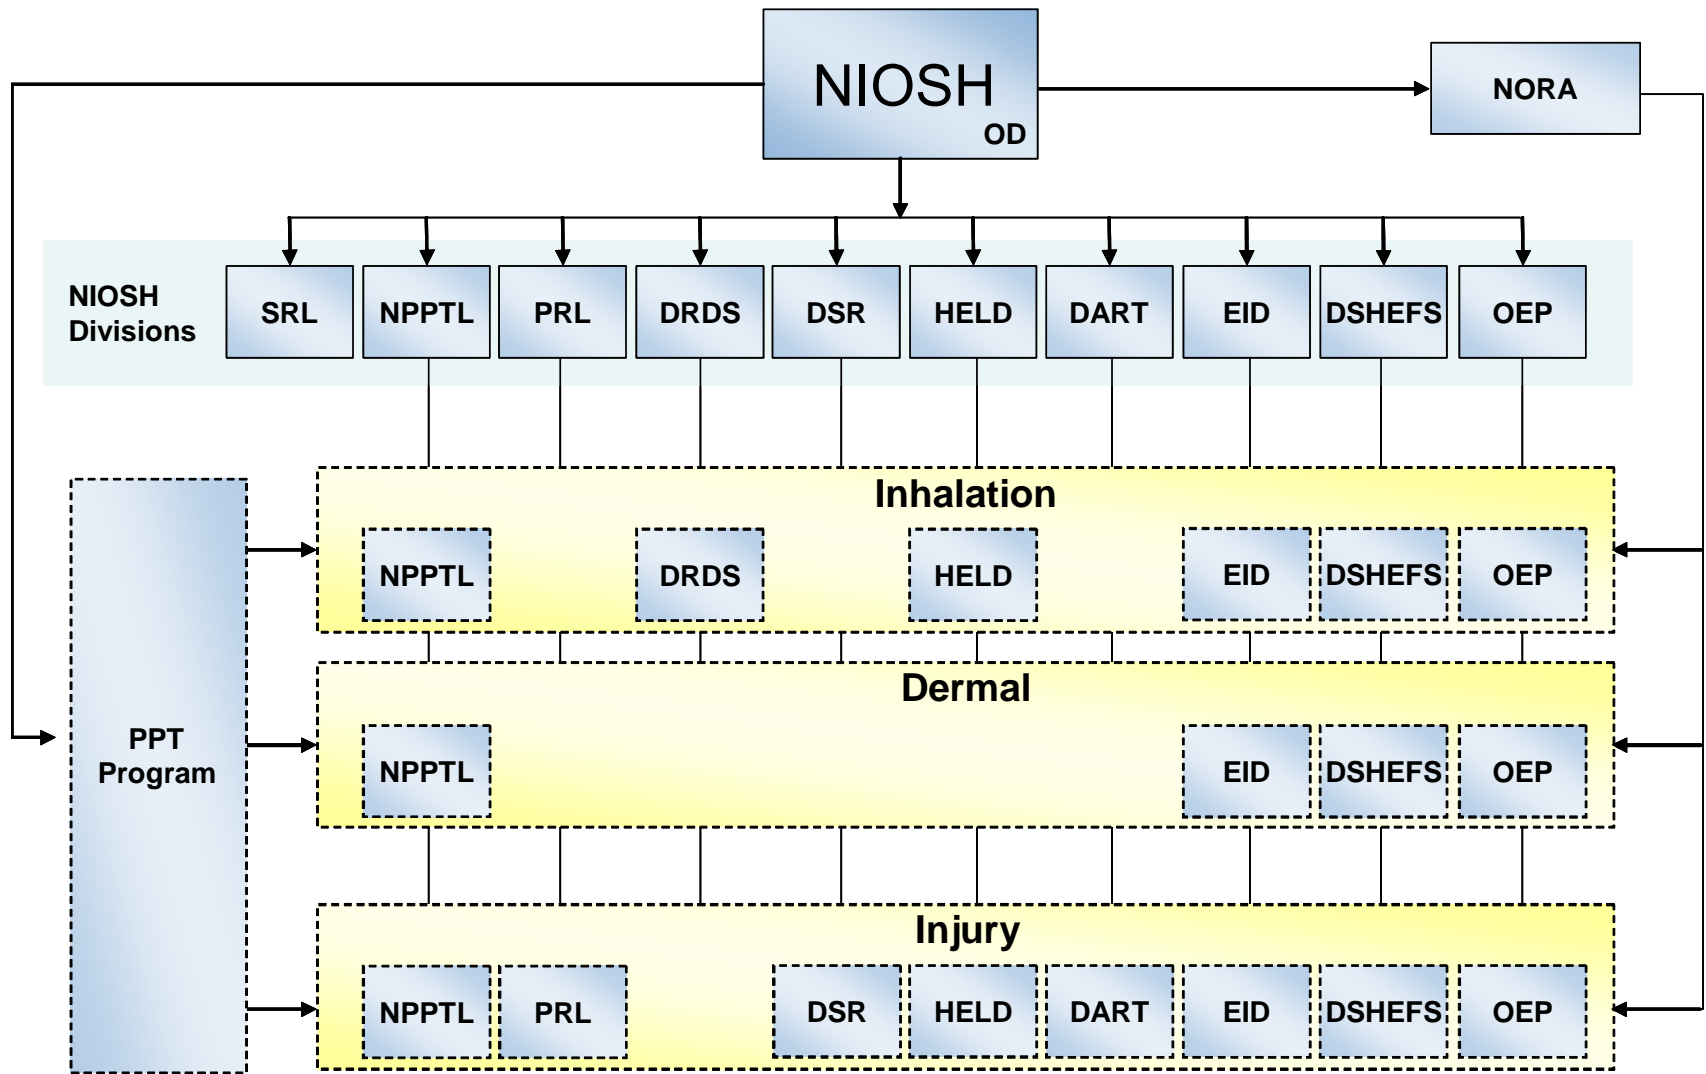 NIOSH
OD
NORA
NIOSH
Divisions
SRL NPPTL PRL DRDS DSR HELD DART EID DSHEFS OEP
Inhalation
NPPTL DRDS HELD EID DSHEFS OEP
PPT
Program
Dermal
NPPTL EID DSHEFS OEP
Injury
NPPTL PRL DSR HELD DART EID DSHEFS OEP